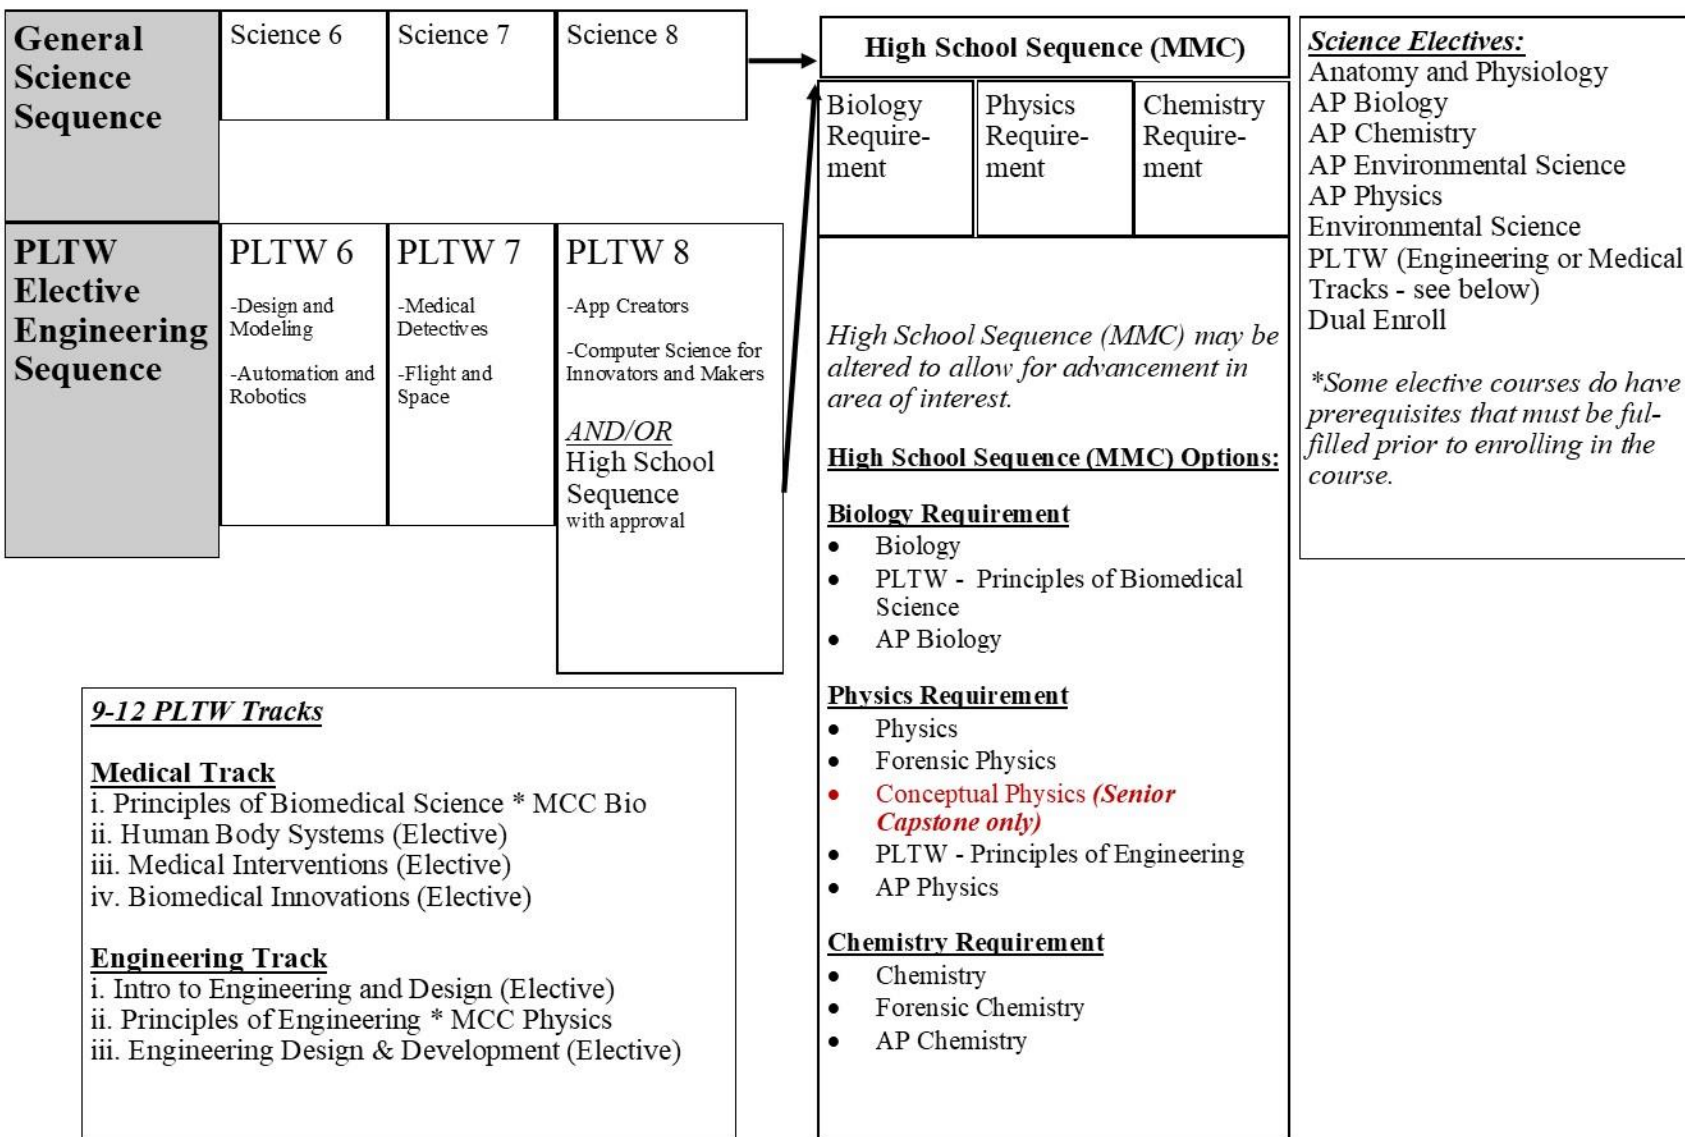 General
Science
Sequence
Science 6
Science 7
Science 8
PLTW
Elective
Engineering
Sequence
PLTW 6
-Design and
Modeling
-Automation and
Robotics
PLTW 7
-Medical
Detectives
-Flight and
Space
PLTW 8
-App Creators
-Computer Science for
Innovators and Makers
AND/OR
High School
Sequence
with approval
9-12 PLTW Tracks
Medical Track
i. Principles of Biomedical Science * MCC Bio
ii. Human Body Systems (Elective)
iii. Medical Interventions (Elective)
iv. Biomedical Innovations (Elective)
Engineering Track
i. Intro to Engineering and Design (Elective)
ii. Principles of Engineering * MCC Physics
iii. Engineering Design & Development (Elective)
High School Sequence (MMC)
Biology
Require-
ment
Physics
Require-
ment
Chemistry
Require-
ment
High School Sequence (MMC) may be
altered to allow for advancement in
area of interest.
High School Sequence (MMC) Options:
Biology Requirement
• Biology
• PLTW - Principles of Biomedical
Science
• AP Biology
Physics Requirement
• Physics
• Forensic Physics
• Conceptual Physics (Senior
Capstone only)
• PLTW - Principles of Engineering
• AP Physics
Chemistry Requirement
• Chemistry
• Forensic Chemistry
• AP Chemistry
Science Electives:
Anatomy and Physiology
AP Biology
AP Chemistry
AP Environmental Science
AP Physics
Environmental Science
PLTW (Engineering or Medical
Tracks - see below)
Dual Enroll
*Some elective courses do have
prerequisites that must be ful-
filled prior to enrolling in the
course.